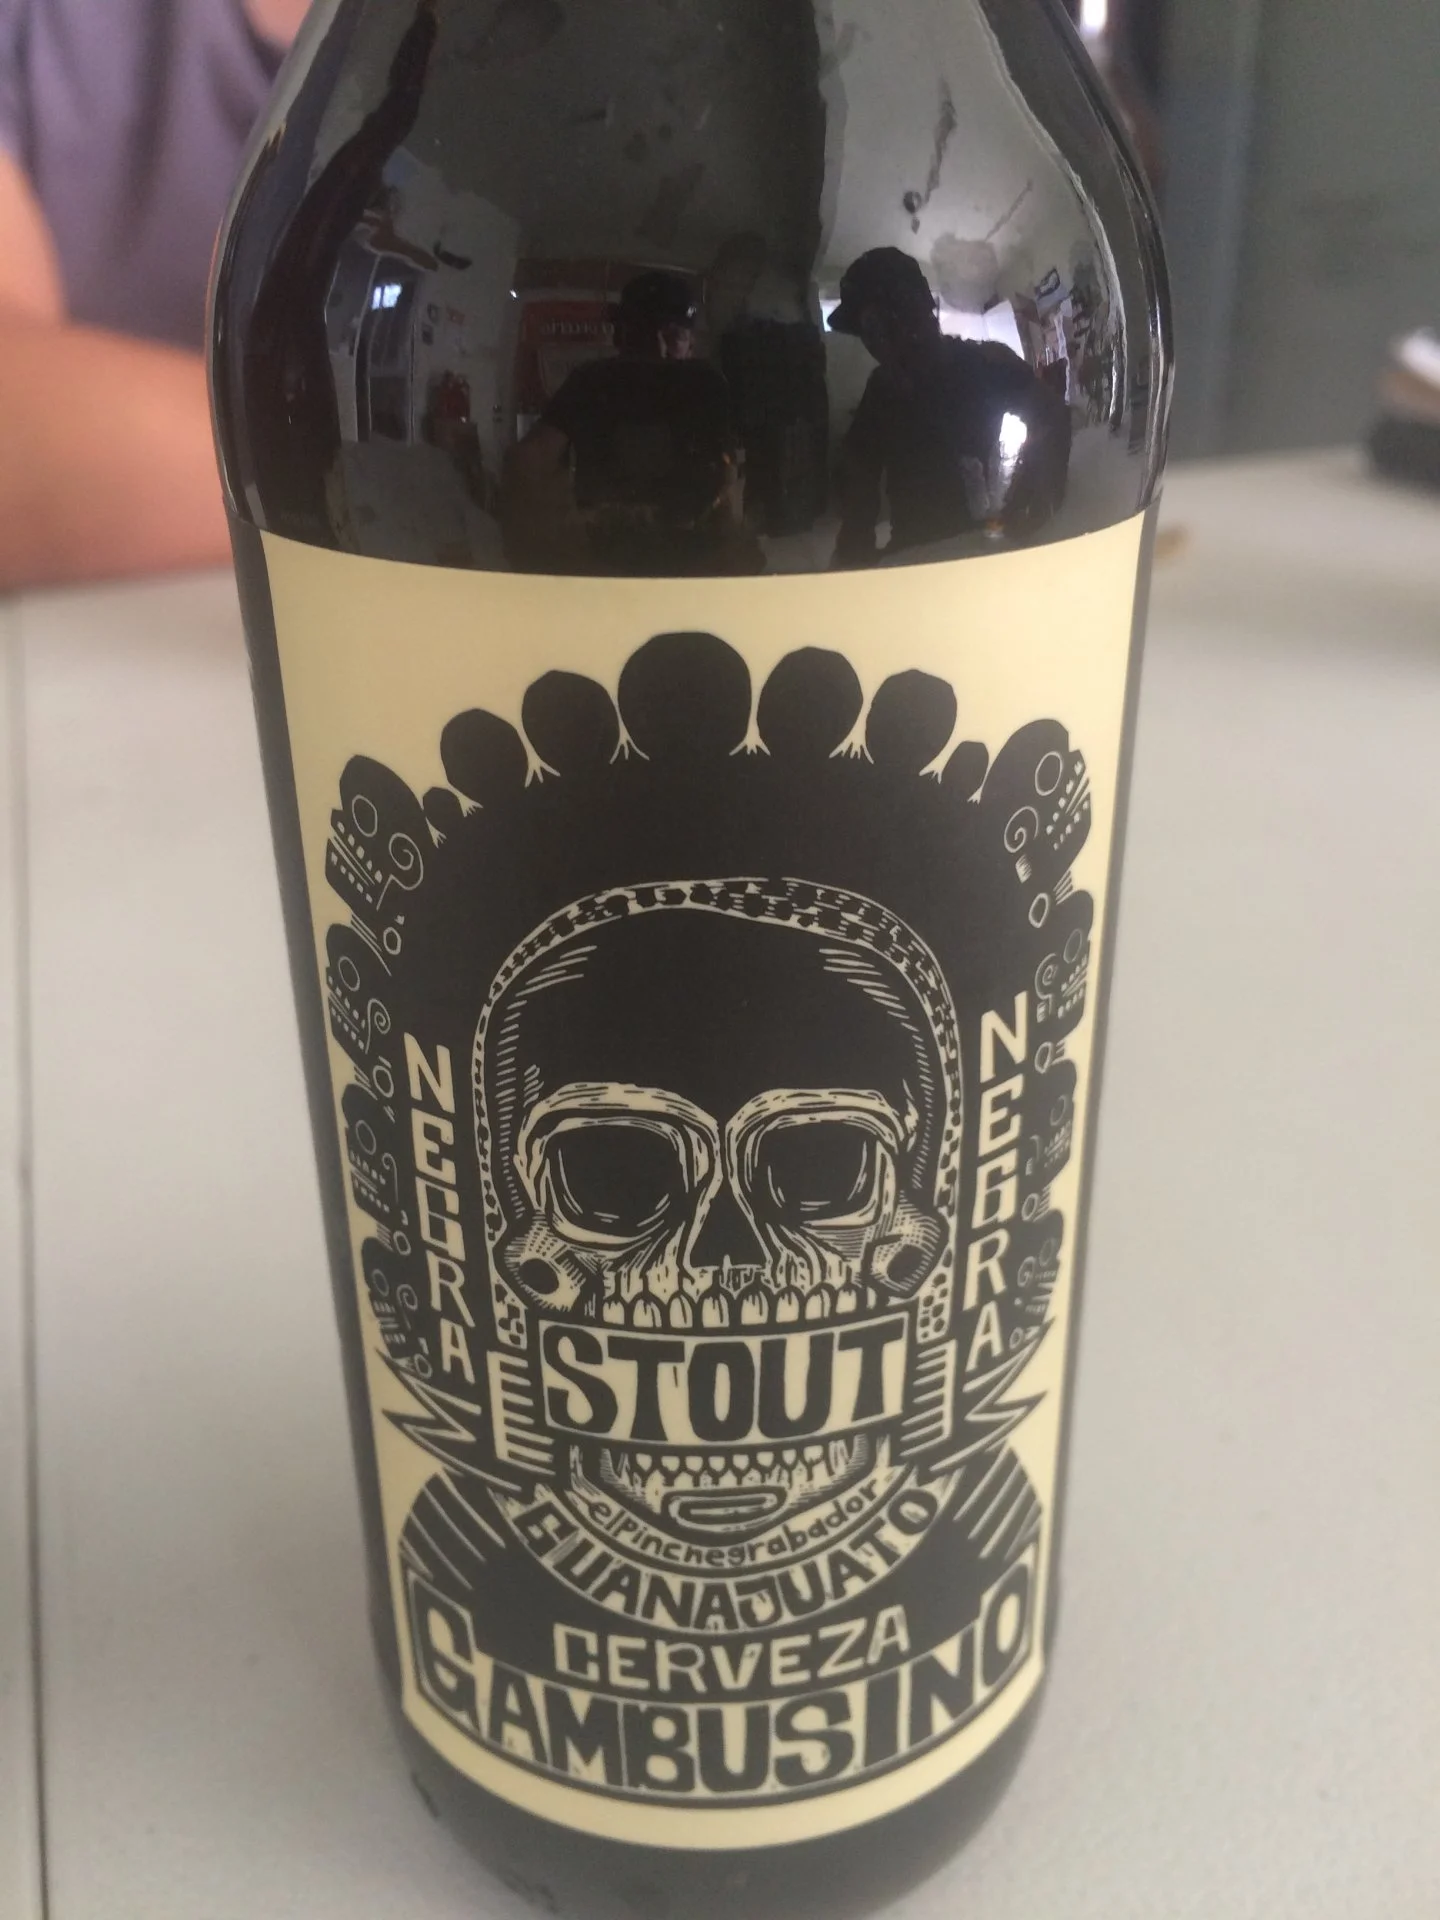 NEGRA
NEGRA
STOUT
elPinchegrabador
GUANAJUATO
CERVEZA
GAMBUSINO